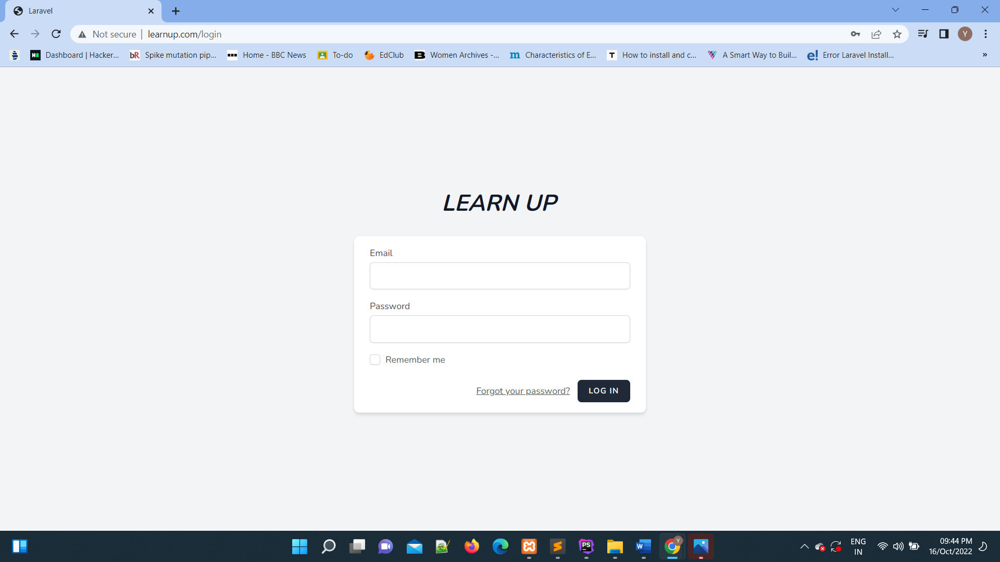 Laravel
Not secure | learnup.com/login
Y
Dashboard | Hacker...
bR Spike mutation pip...
Home - BBC News
To-do
EdClub
B Women Archives -...
m Characteristics of E...
T How to install and c...
A Smart Way to Buil...
e! Error Laravel Install...
»
LEARN UP
Email
Password
Remember me
Forgot your password?
LOG IN
PS
W
Y
ENG
IN
09:44 PM
16/Oct/2022